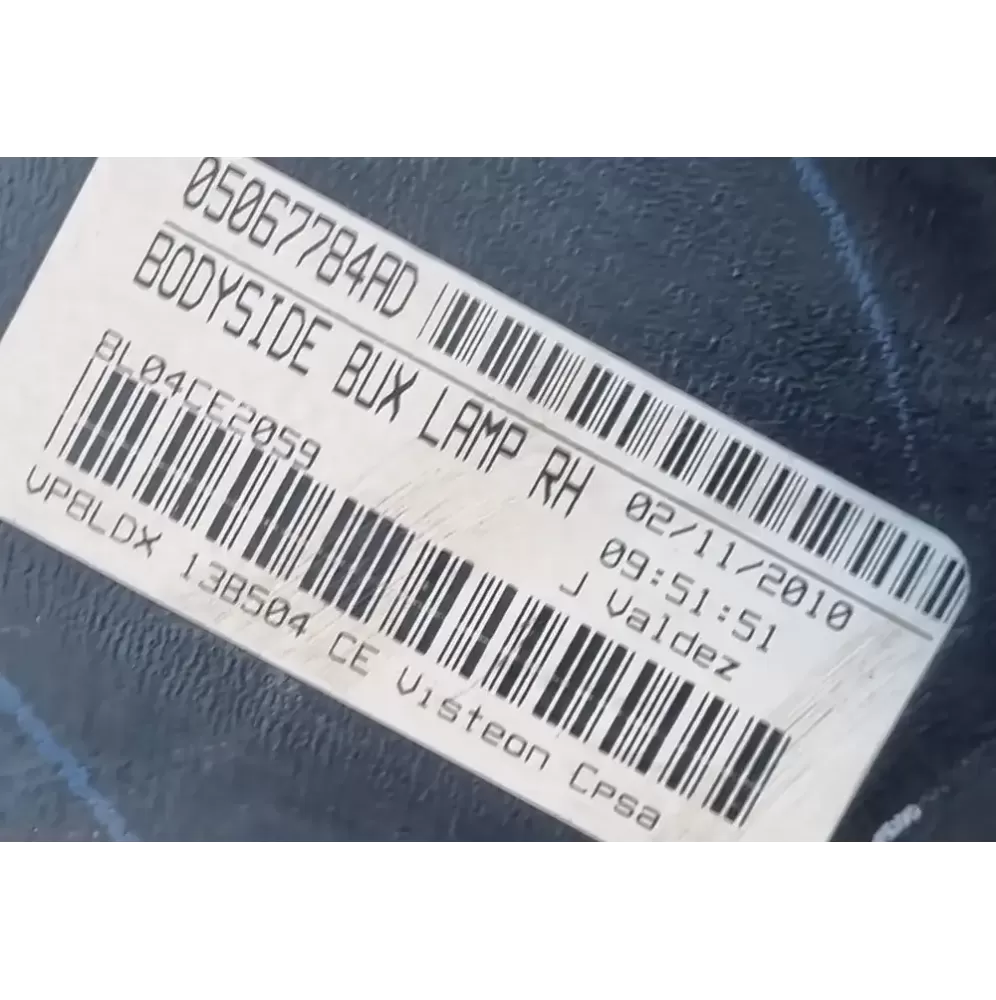 05067784AD
BODYSIDE BUX LAMP RH
02/11/2010
09:51:51
J Valdez
8L04CE2059
VP8LDX 13B504 CE Visteon Cpsa